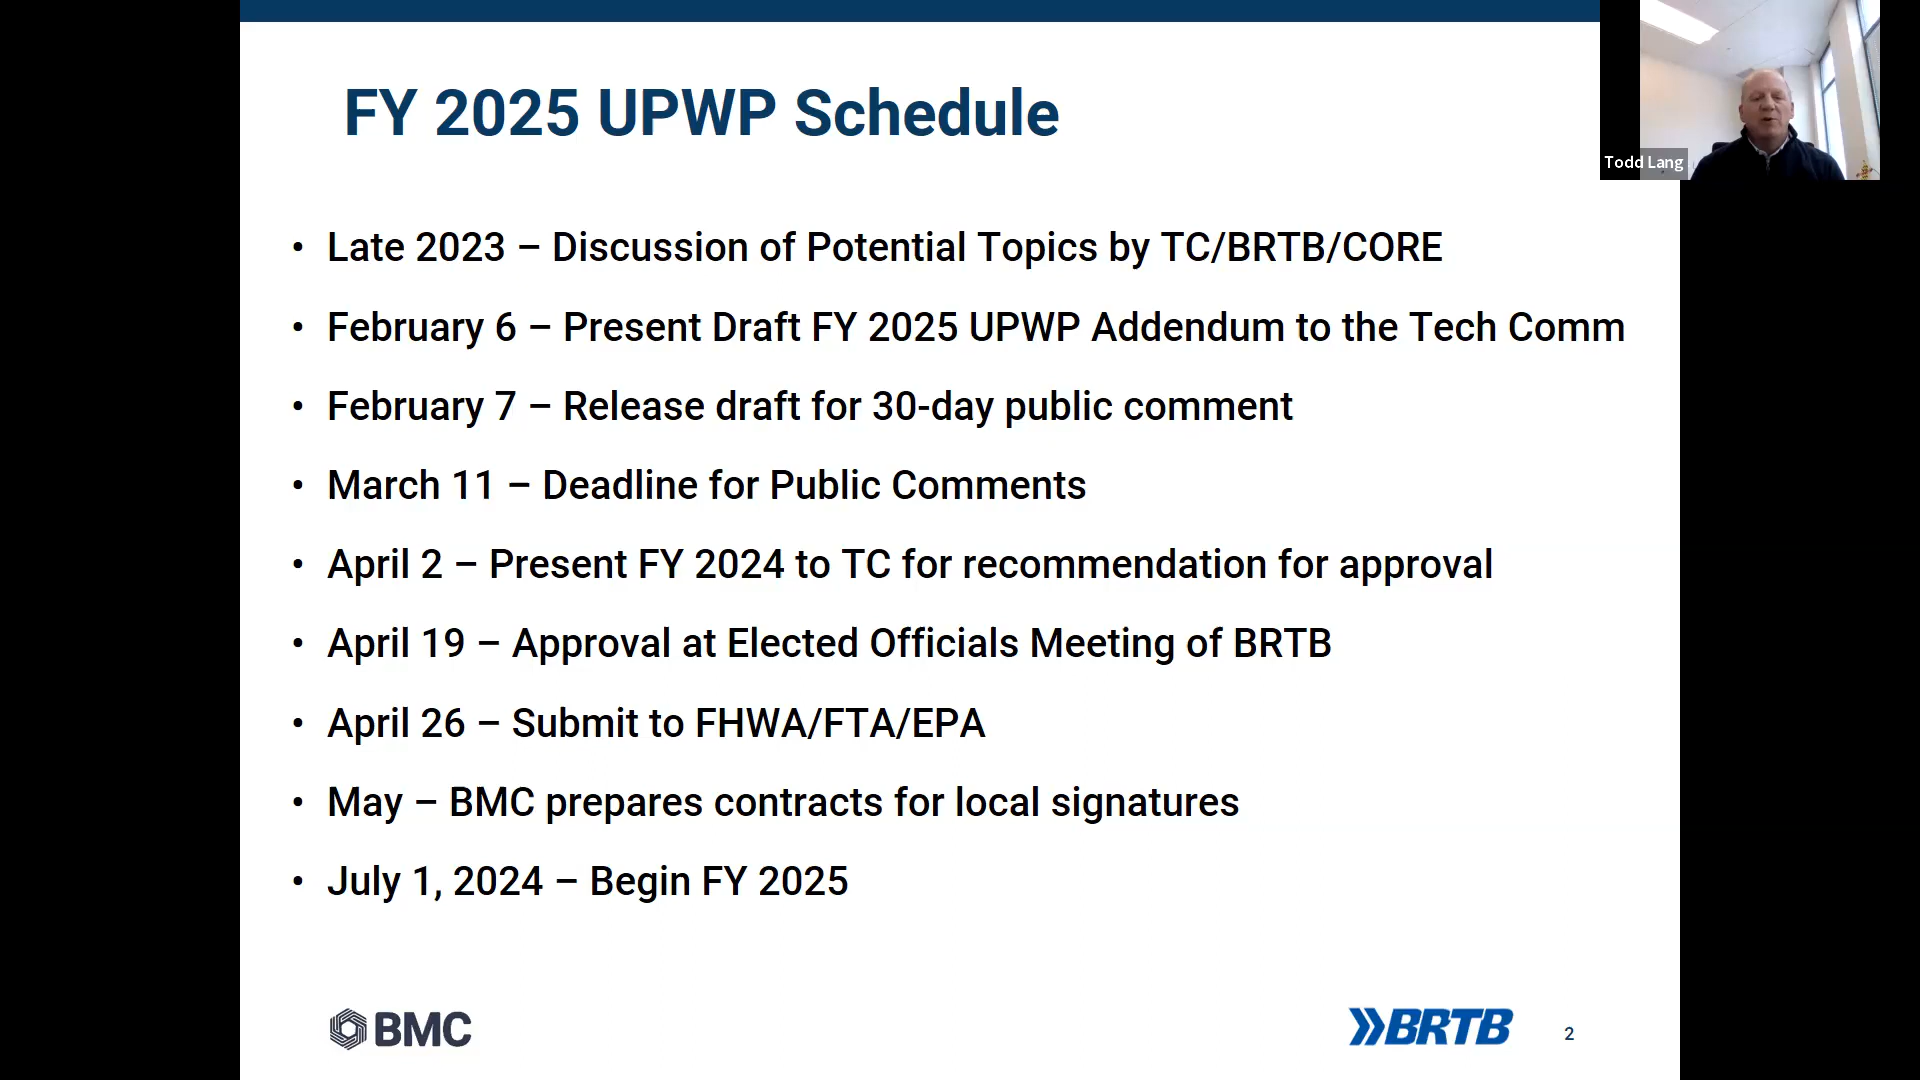 FY 2025 UPWP Schedule
Todd Lang
• Late 2023 – Discussion of Potential Topics by TC/BRTB/CORE
• February 6 – Present Draft FY 2025 UPWP Addendum to the Tech Comm
• February 7 – Release draft for 30-day public comment
• March 11 – Deadline for Public Comments
• April 2 – Present FY 2024 to TC for recommendation for approval
• April 19 – Approval at Elected Officials Meeting of BRTB
• April 26 – Submit to FHWA/FTA/EPA
• May – BMC prepares contracts for local signatures
• July 1, 2024 – Begin FY 2025
BMC
BRTB
2